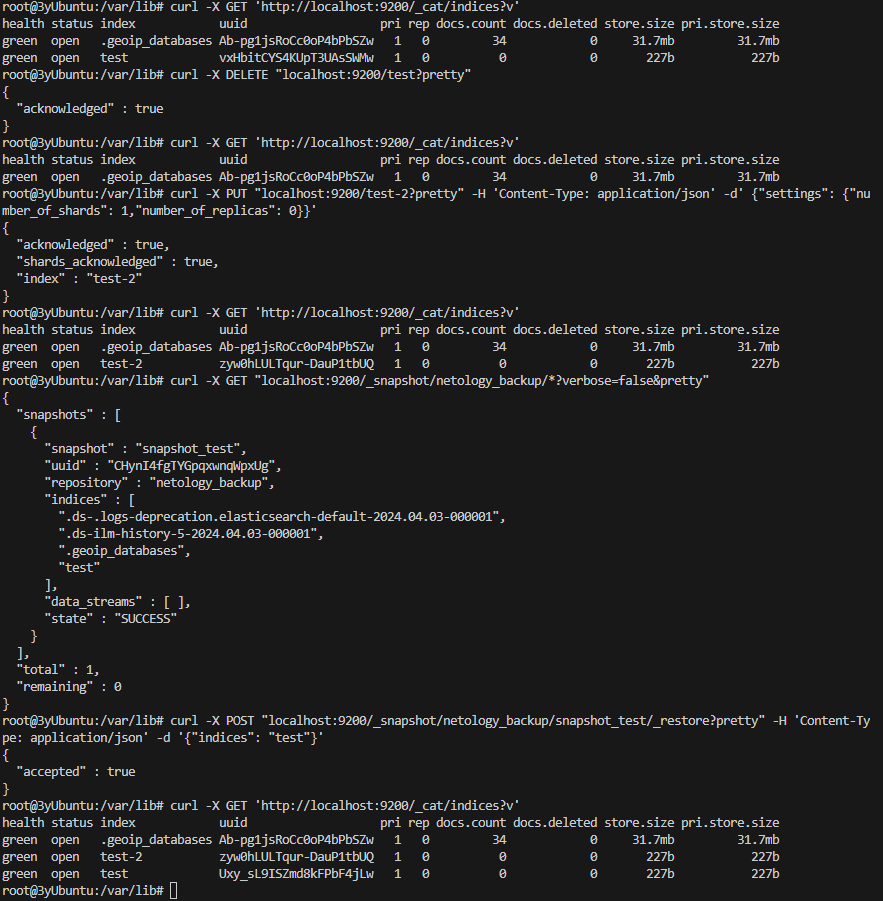 root@3yUbuntu:/var/lib# curl -X GET 'http://localhost:9200/_cat/indices?v'
health status index            uuid                   pri rep docs.count docs.deleted store.size pri.store.size
green  open   .geoip_databases Ab-pg1jsRoCc0oP4bPbSZw   1   0         34            0     31.7mb         31.7mb
green  open   test             vxHbitCYS4KUpT3UAsSWMw   1   0          0            0       227b           227b
root@3yUbuntu:/var/lib# curl -X DELETE "localhost:9200/test?pretty"
{
  "acknowledged" : true
}
root@3yUbuntu:/var/lib# curl -X GET 'http://localhost:9200/_cat/indices?v'
health status index            uuid                   pri rep docs.count docs.deleted store.size pri.store.size
green  open   .geoip_databases Ab-pg1jsRoCc0oP4bPbSZw   1   0         34            0     31.7mb         31.7mb
root@3yUbuntu:/var/lib# curl -X PUT "localhost:9200/test-2?pretty" -H 'Content-Type: application/json' -d' {"settings": {"nu
mber_of_shards": 1,"number_of_replicas": 0}}'
{
  "acknowledged" : true,
  "shards_acknowledged" : true,
  "index" : "test-2"
}
root@3yUbuntu:/var/lib# curl -X GET 'http://localhost:9200/_cat/indices?v'
health status index            uuid                   pri rep docs.count docs.deleted store.size pri.store.size
green  open   .geoip_databases Ab-pg1jsRoCc0oP4bPbSZw   1   0         34            0     31.7mb         31.7mb
green  open   test-2           zyw0hLULTqur-DauP1tbUQ   1   0          0            0       227b           227b
root@3yUbuntu:/var/lib# curl -X GET "localhost:9200/_snapshot/netology_backup/*?verbose=false&pretty"
{
  "snapshots" : [
    {
      "snapshot" : "snapshot_test",
      "uuid" : "CHynI4fgTYGpqxwnqWpxUg",
      "repository" : "netology_backup",
      "indices" : [
        ".ds-.logs-deprecation.elasticsearch-default-2024.04.03-000001",
        ".ds-ilm-history-5-2024.04.03-000001",
        ".geoip_databases",
        "test"
      ],
      "data_streams" : [ ],
      "state" : "SUCCESS"
    }
  ],
  "total" : 1,
  "remaining" : 0
}
root@3yUbuntu:/var/lib# curl -X POST "localhost:9200/_snapshot/netology_backup/snapshot_test/_restore?pretty" -H 'Content-Ty
pe: application/json' -d '{"indices": "test"}'
{
  "accepted" : true
}
root@3yUbuntu:/var/lib# curl -X GET 'http://localhost:9200/_cat/indices?v'
health status index            uuid                   pri rep docs.count docs.deleted store.size pri.store.size
green  open   .geoip_databases Ab-pg1jsRoCc0oP4bPbSZw   1   0         34            0     31.7mb         31.7mb
green  open   test-2           zyw0hLULTqur-DauP1tbUQ   1   0          0            0       227b           227b
green  open   test             Uxy_sL9ISZmd8kFPbF4jLw   1   0          0            0       227b           227b
root@3yUbuntu:/var/lib#